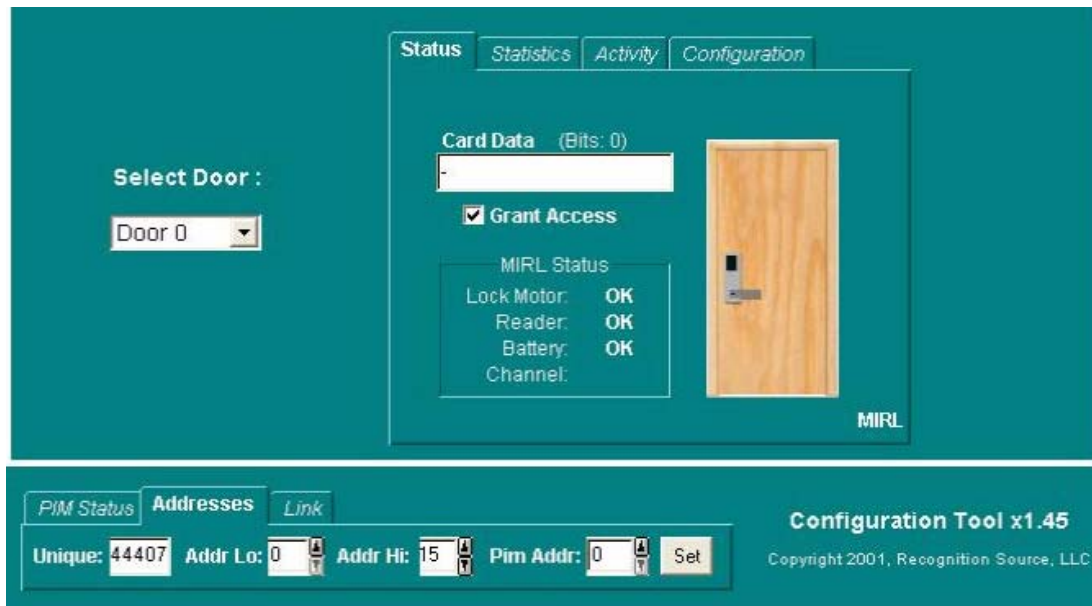 Status Statistics Activity Configuration
Card Data (Bits: 0)
-
Select Door :
Door 0
Grant Access
MIRL Status
Lock Motor: OK
Reader: OK
Battery: OK
Channel:
MIRL
PIM Status Addresses Link
Unique: 44407 Addr Lo: 0 Addr Hi: 15 Pim Addr: 0 Set
Configuration Tool x1.45
Copyright 2001, Recognition Source, LLC